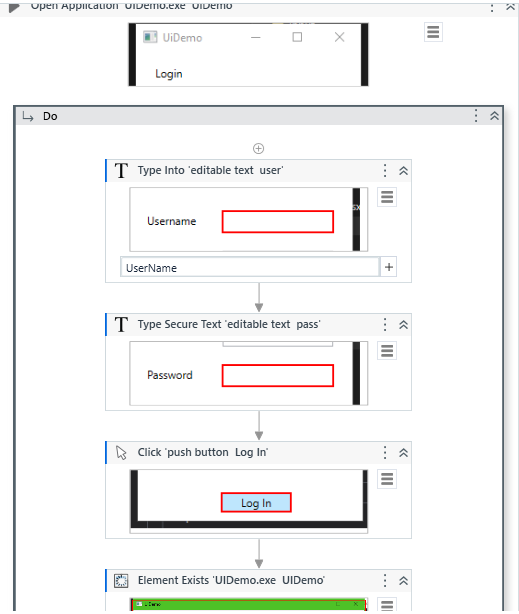 Open Application 'UiDemo.exe UiDemo'
UiDemo
Login
Do
Type Into 'editable text user'
Username
UserName
Type Secure Text 'editable text pass'
Password
Click 'push button Log In'
Log In
Element Exists 'UIDemo.exe UIDemo'
UiDemo